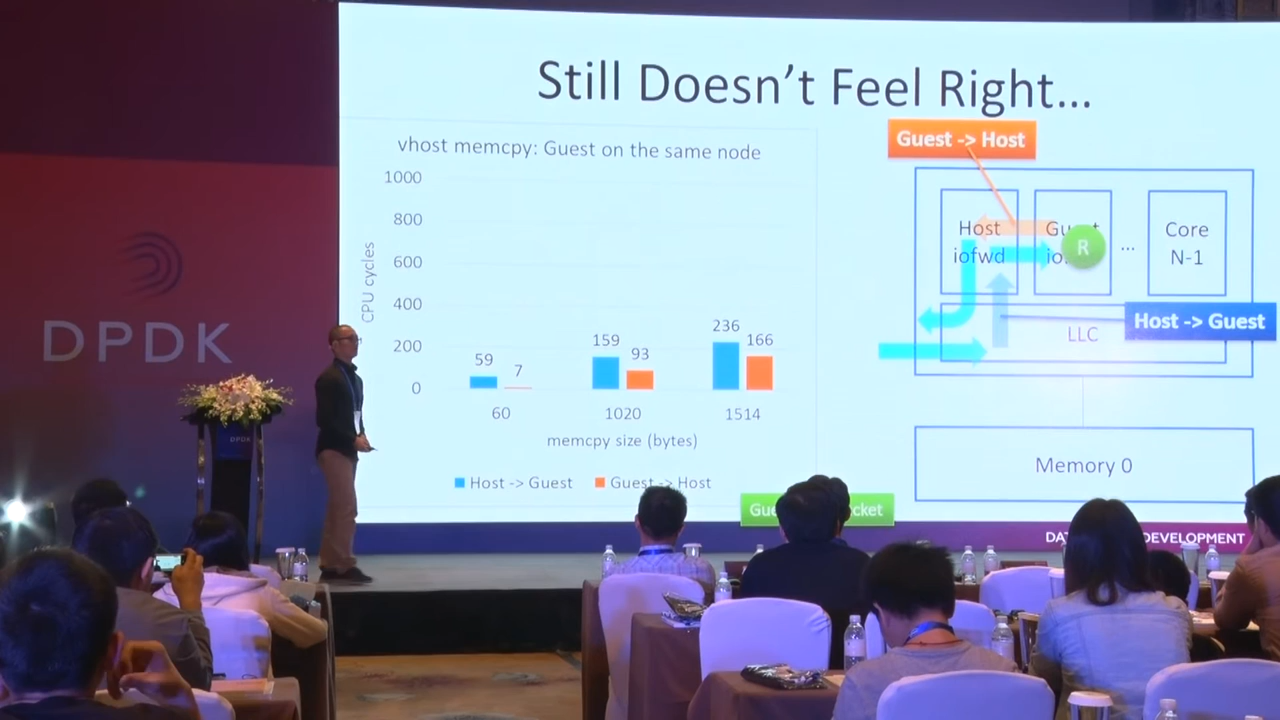 Still Doesn't Feel Right...
vhost memcpy: Guest on the same node
1000
800
600
400
200
0
CPU cycles
59
7
159
93
236
166
60
1020
1514
memcpy size (bytes)
Host -> Guest
Guest -> Host
Guest -> Host
Host
iofwd
R
...
Core
N-1
LLC
Host -> Guest
Memory 0
DEVELOPMENT
DPDK
DPDK